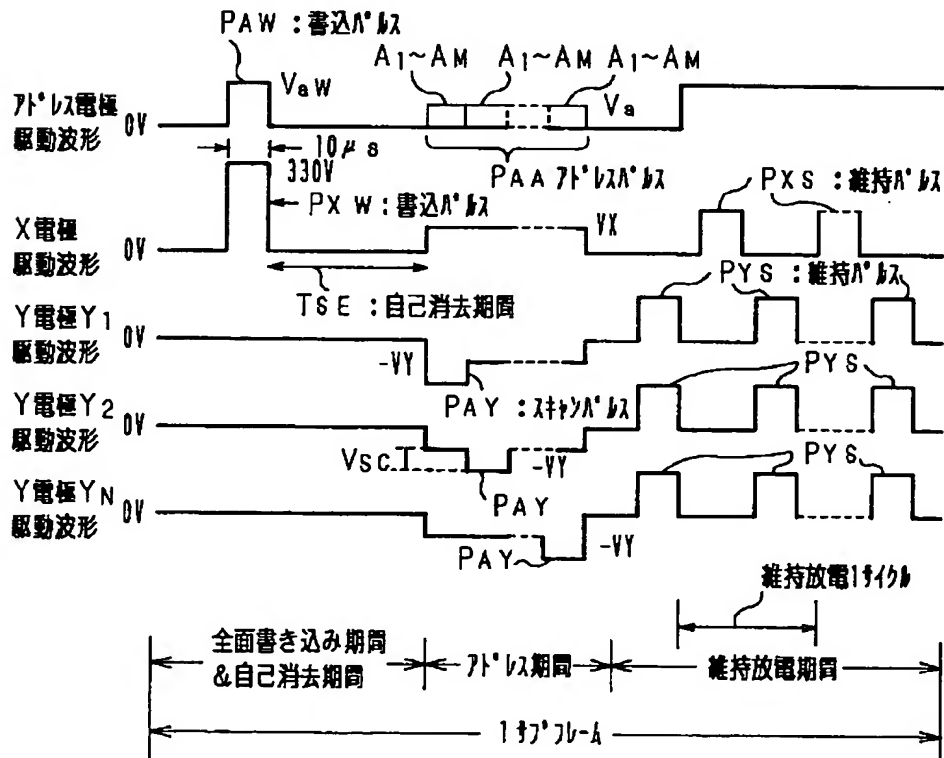 PAW：書込パルス
VaW
A1~AM A1~AM A1~AM
Va
アドレス電極
駆動波形
0V
10μs
PAAアドレスパルス
330V
PXW：書込パルス
PXS：維持パルス
X電極
駆動波形
0V
VX
TSE：自己消去期間
PYS：維持パルス
Y電極Y1
駆動波形
0V
-VY
PAY：スキャンパルス
PYS
Y電極Y2
駆動波形
0V
VSC
-VY
PAY
PYS
Y電極YN
駆動波形
0V
PAY
-VY
維持放電1サイクル
全面書き込み期間
&自己消去期間
アドレス期間
維持放電期間
1サブフレーム